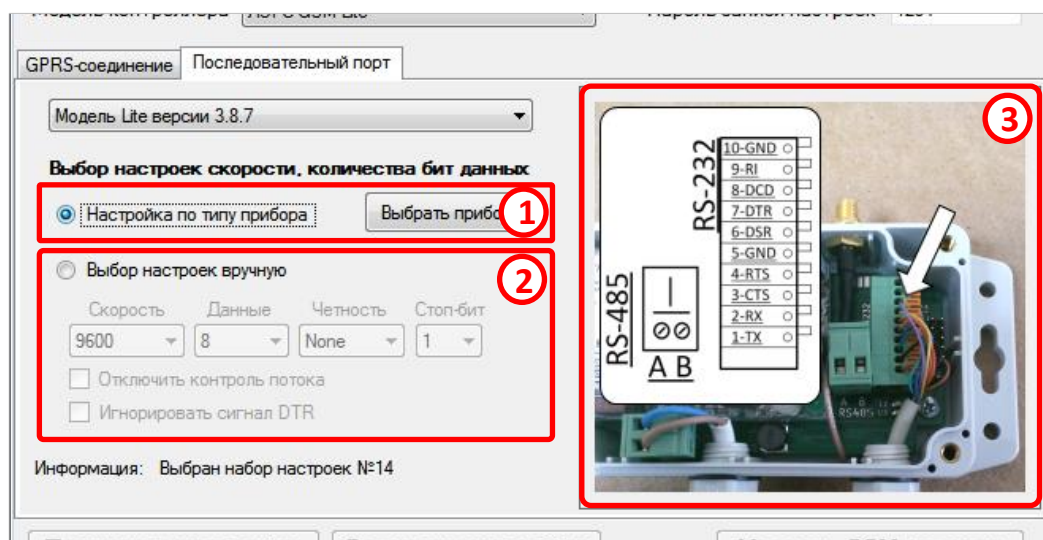 GPRS-соединение
Последовательный порт
Модель Lite версии 3.8.7
Выбор настроек скорости, количества бит данных
Настройка по типу прибора
Выбрать прибо
1
Выбор настроек вручную
2
Скорость Данные Четность Стоп-бит
9600 8 None 1
Отключить контроль потока
Игнорировать сигнал DTR
Информация: Выбран набор настроек №14
3
RS-232
10-GND
9-RI
8-DCD
7-DTR
6-DSR
5-GND
4-RTS
3-CTS
2-RX
1-TX
RS-485
A B
A B
RS485